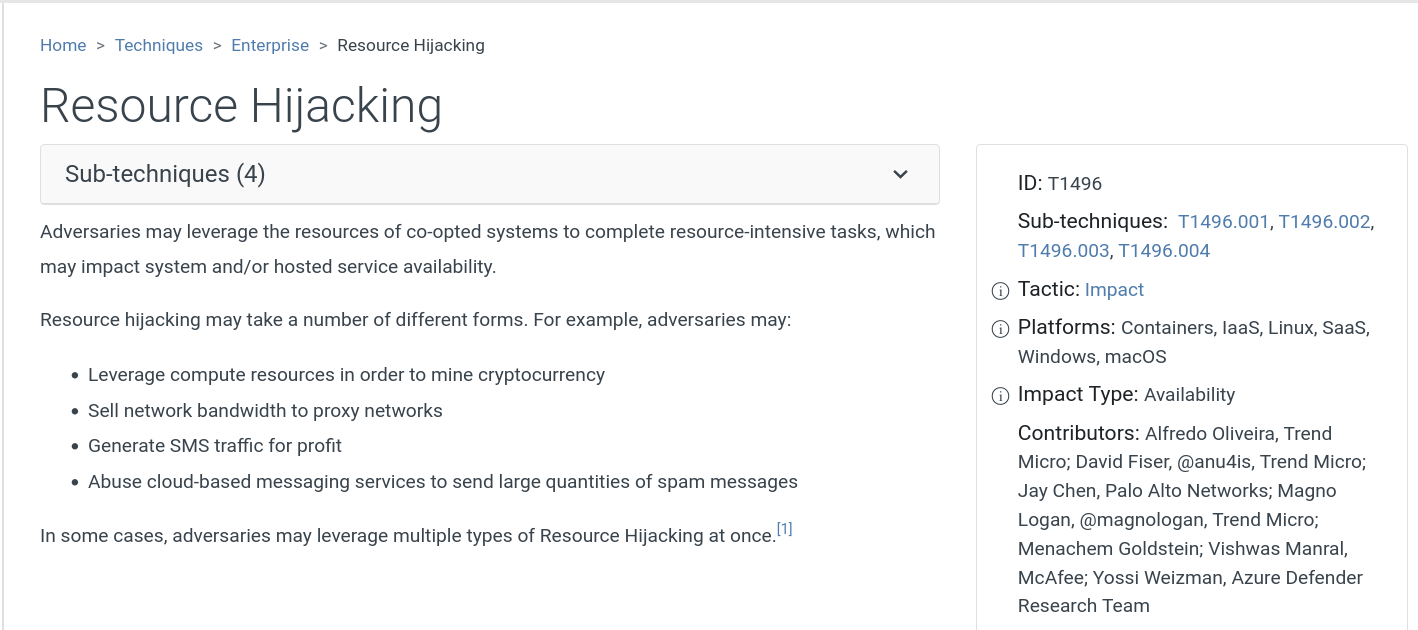 Home > Techniques > Enterprise > Resource Hijacking
Resource Hijacking
Sub-techniques (4)
Adversaries may leverage the resources of co-opted systems to complete resource-intensive tasks, which
may impact system and/or hosted service availability.
Resource hijacking may take a number of different forms. For example, adversaries may:
• Leverage compute resources in order to mine cryptocurrency
• Sell network bandwidth to proxy networks
• Generate SMS traffic for profit
• Abuse cloud-based messaging services to send large quantities of spam messages
In some cases, adversaries may leverage multiple types of Resource Hijacking at once.[1]
ID: T1496
Sub-techniques: T1496.001, T1496.002,
T1496.003, T1496.004
Tactic: Impact
Platforms: Containers, IaaS, Linux, SaaS,
Windows, macOS
Impact Type: Availability
Contributors: Alfredo Oliveira, Trend
Micro; David Fiser, @anu4is, Trend Micro;
Jay Chen, Palo Alto Networks; Magno
Logan, @magnologan, Trend Micro;
Menachem Goldstein; Vishwas Manral,
McAfee; Yossi Weizman, Azure Defender
Research Team